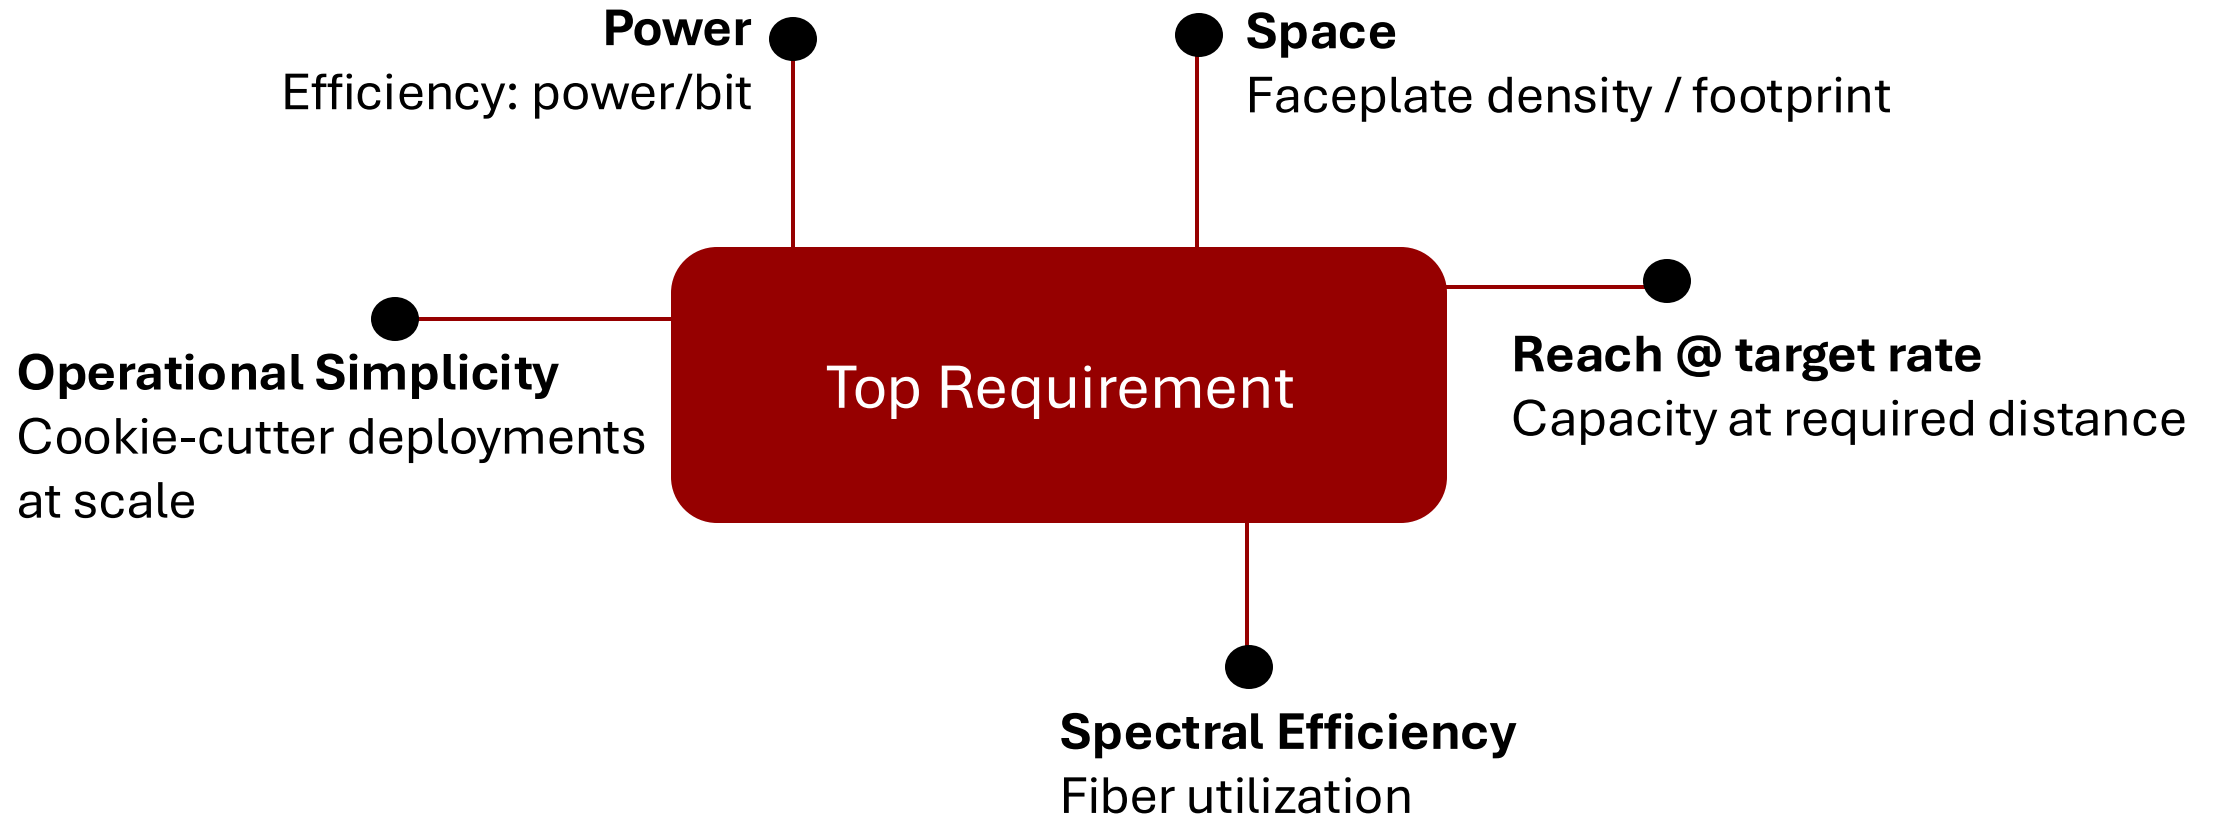 Power
Efficiency: power/bit
Space
Faceplate density / footprint
Operational Simplicity
Cookie-cutter deployments
at scale
Top Requirement
Reach @ target rate
Capacity at required distance
Spectral Efficiency
Fiber utilization